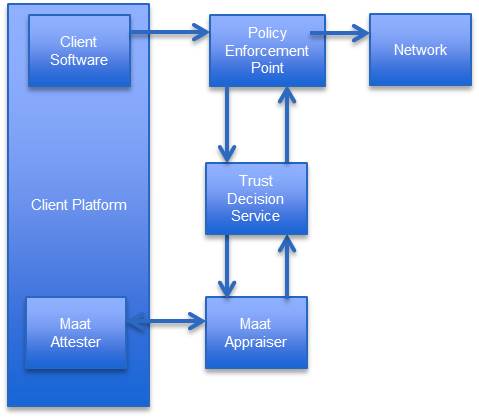 Client
Software
Policy
Enforcement
Point
Network
Trust
Decision
Service
Client Platform
Maat
Attester
Maat
Appraiser